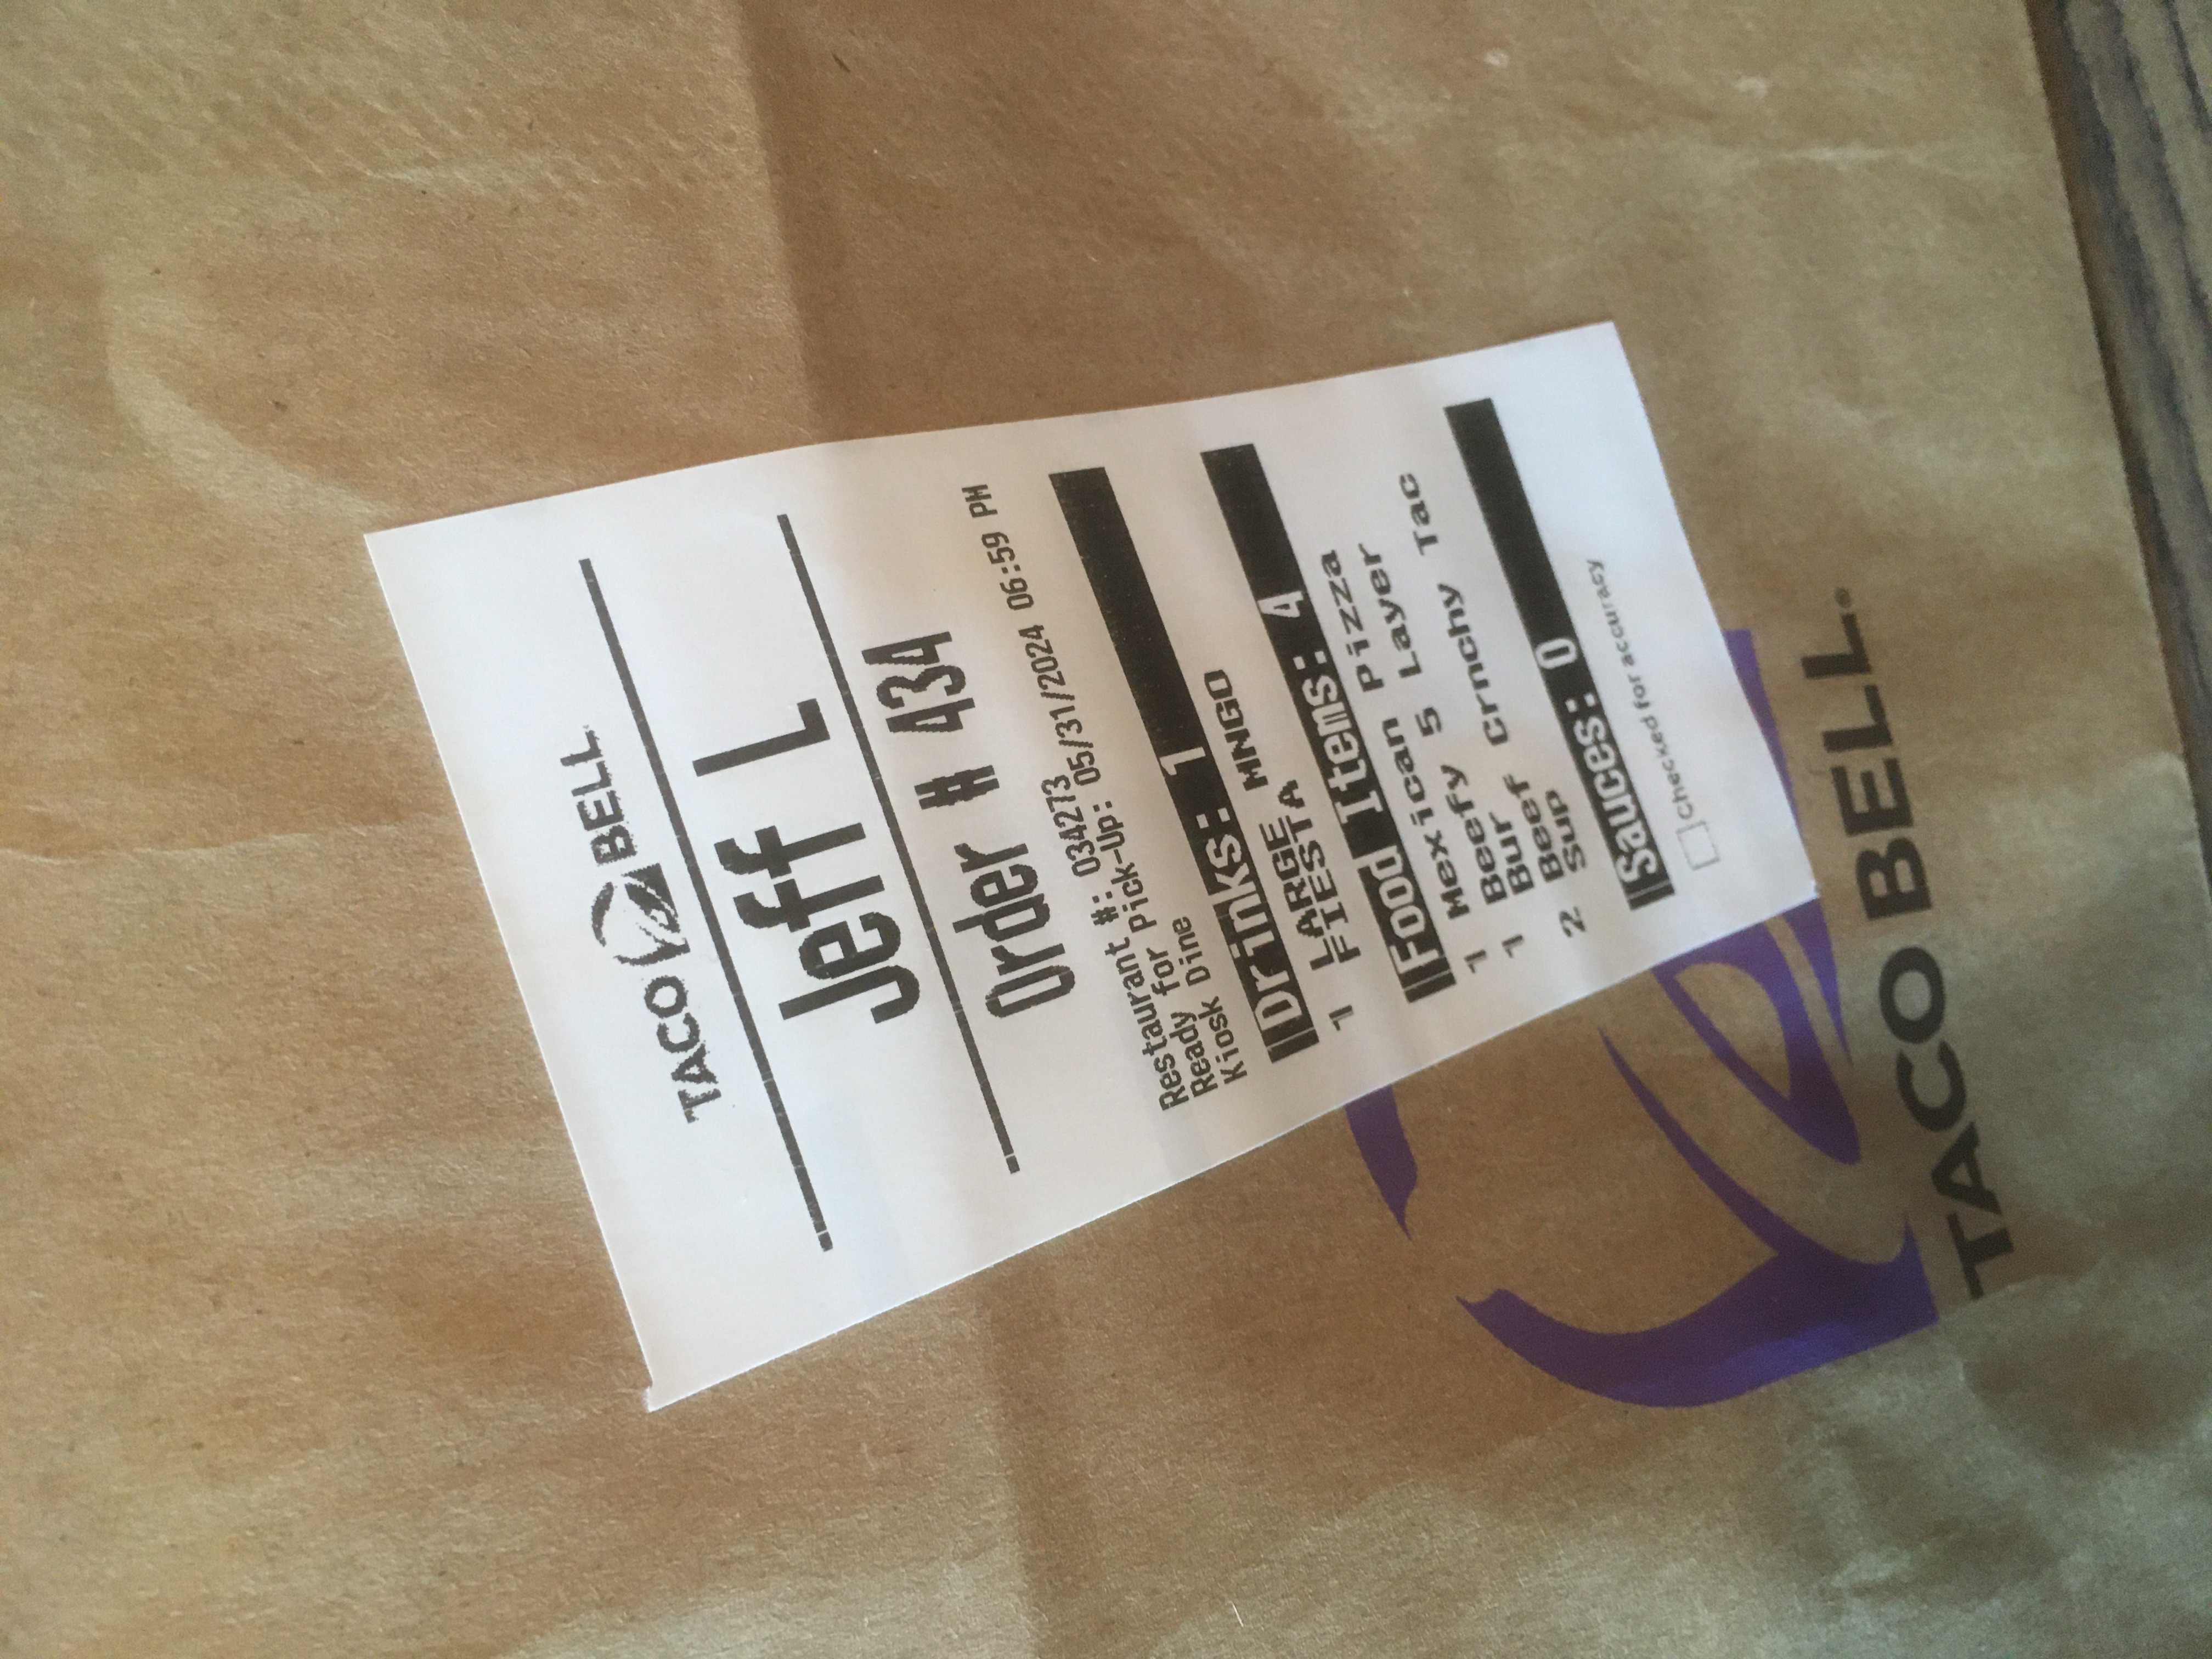 TACO BELL
Jeff L
Order # 434
Restaurant #: 034273
Ready for Pick-Up: 05/31/2024 06:59 PM
Kiosk Dine
Drinks: 1
1 LARGE
FIESTA MNGO
Food Items: 4
1 Mexican Pizza
1 Beefy 5 Layer
Bur
2 Beef Crnchy Tac
Sup
Sauces: 0
Checked for accuracy
TACO BELL®